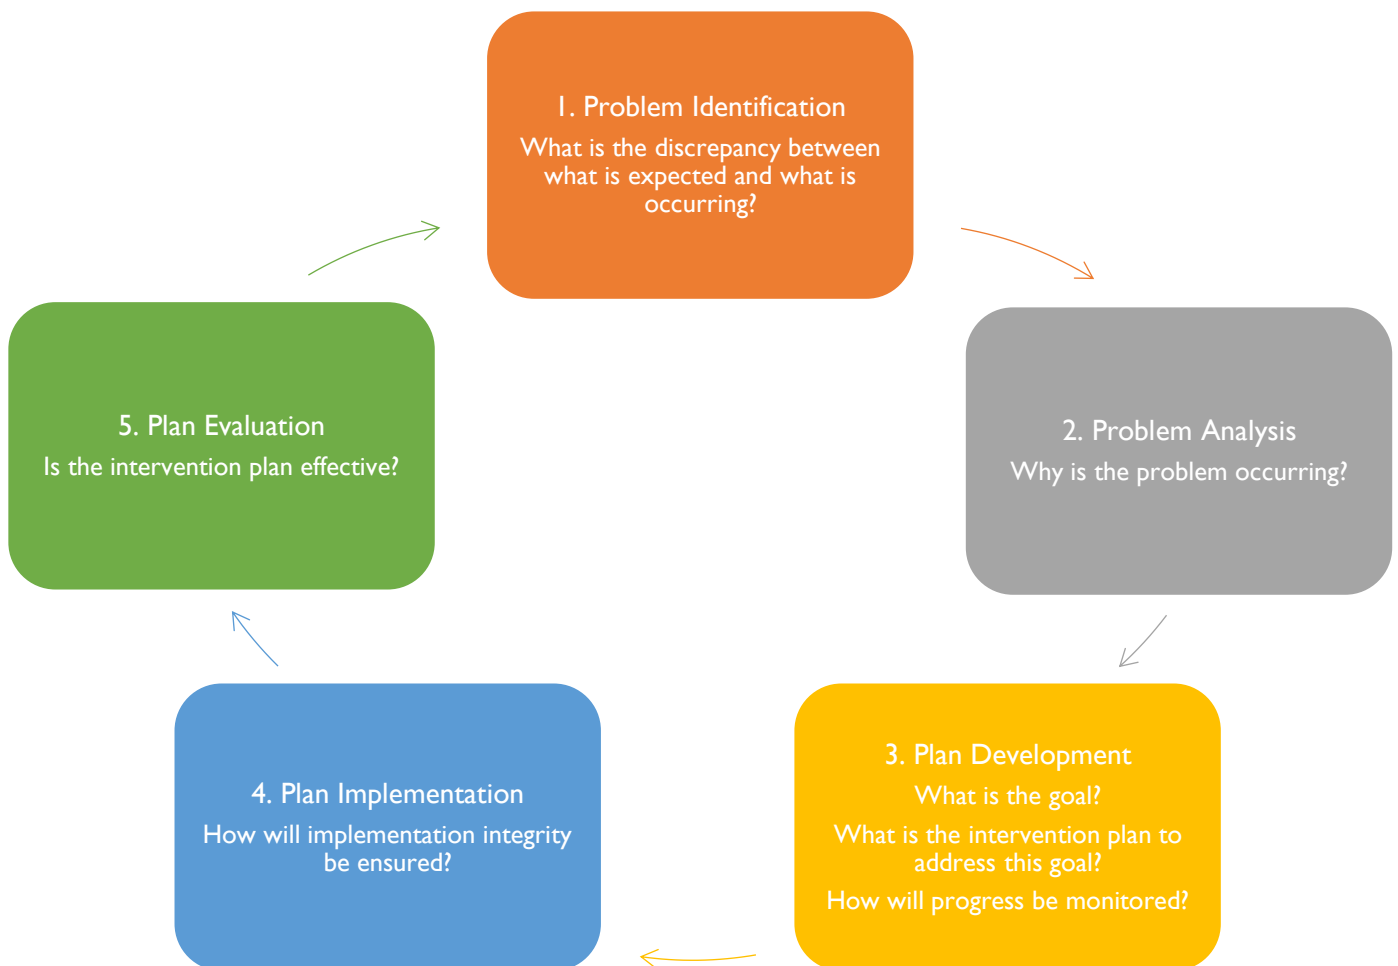 1. Problem Identification
What is the discrepancy between
what is expected and what is
occurring?
2. Problem Analysis
Why is the problem occurring?
3. Plan Development
What is the goal?
What is the intervention plan to
address this goal?
How will progress be monitored?
4. Plan Implementation
How will implementation integrity
be ensured?
5. Plan Evaluation
Is the intervention plan effective?